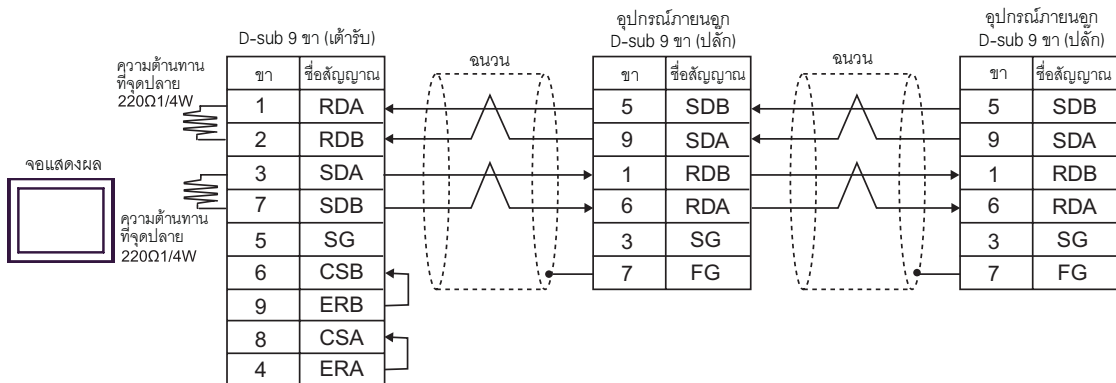 อุปกรณ์ภายนอก
D-sub 9 ขา (ปลั๊ก)
อุปกรณ์ภายนอก
D-sub 9 ขา (ปลั๊ก)
D-sub 9 ขา (เต้ารับ)
ความต้านทาน
ที่จุดปลาย
220Ω1/4W
ขา ชื่อสัญญาณ
1 RDA
2 RDB
3 SDA
7 SDB
5 SG
6 CSB
9 ERB
8 CSA
4 ERA
จอแสดงผล
ความต้านทาน
ที่จุดปลาย
220Ω1/4W
ฉนวน
ขา ชื่อสัญญาณ
5 SDB
9 SDA
1 RDB
6 RDA
3 SG
7 FG
ฉนวน
ขา ชื่อสัญญาณ
5 SDB
9 SDA
1 RDB
6 RDA
3 SG
7 FG